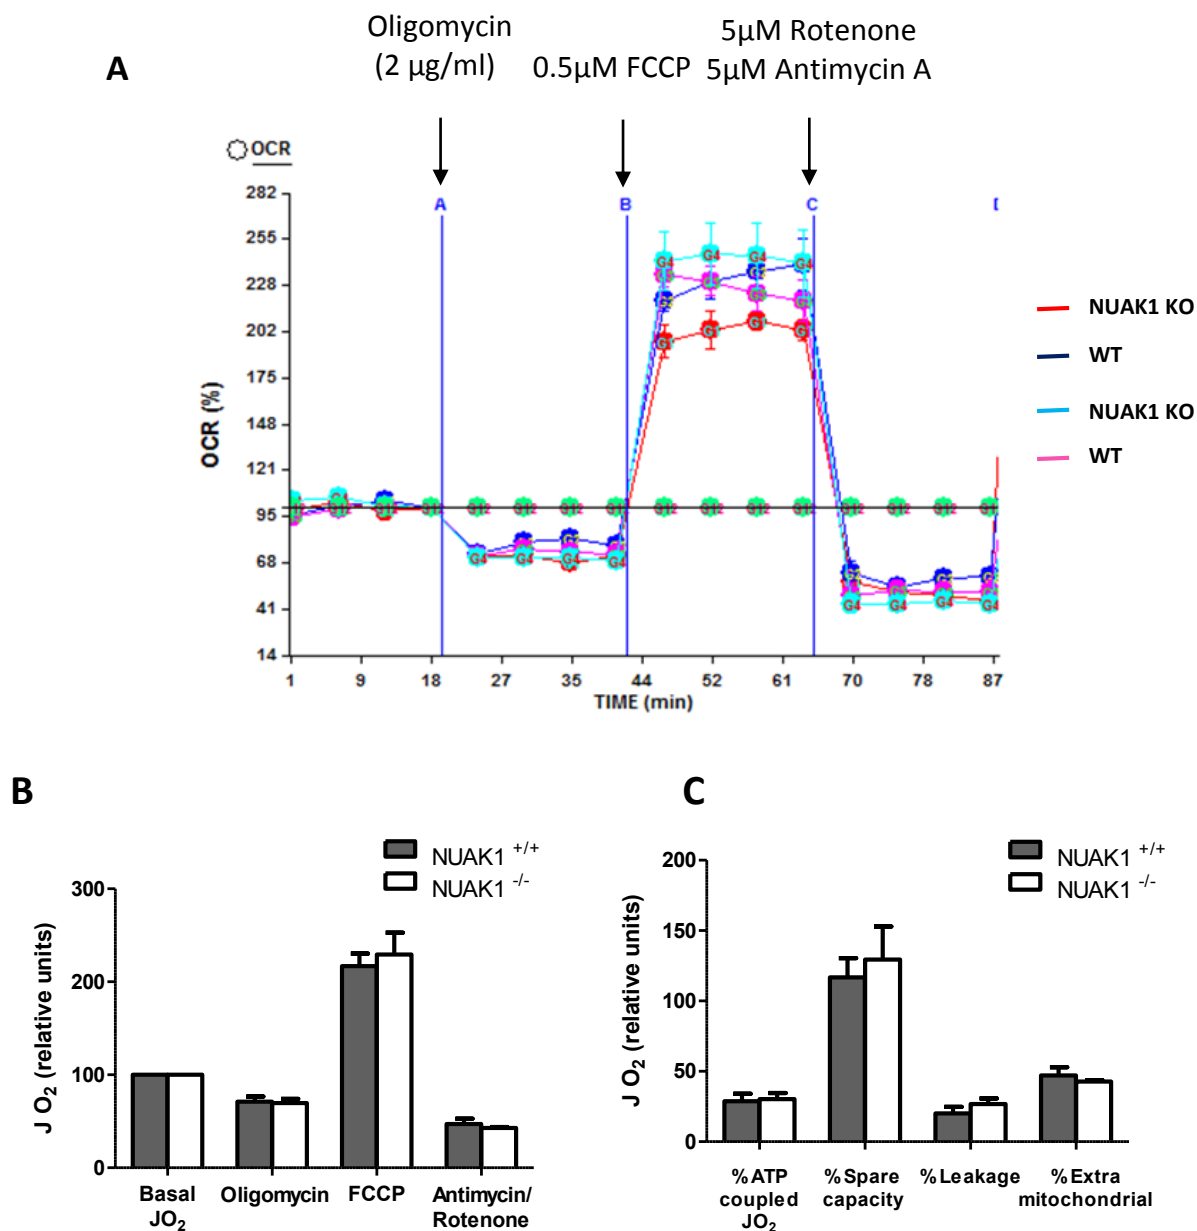 Oligomycin
(2 µg/ml)
0.5µM FCCP
5µM Rotenone
5µM Antimycin A
A
OCR
282
255
228
202
175
148
121
95
68
41
14
OCR (%)
A
B
C
1
9
18
27
35
44
52
61
70
78
87
TIME (min)
NUAK1 KO
WT
NUAK1 KO
WT
B
NUAK1 +/+
NUAK1 -/-
300
200
100
0
J O2 (relative units)
Basal
JO2
Oligomycin
FCCP
Antimycin/
Rotenone
C
NUAK1 +/+
NUAK1 -/-
200
150
100
50
0
J O2 (relative units)
%ATP
coupled
JO2
%Spare
capacity
%Leakage
%Extra
mitochondrial